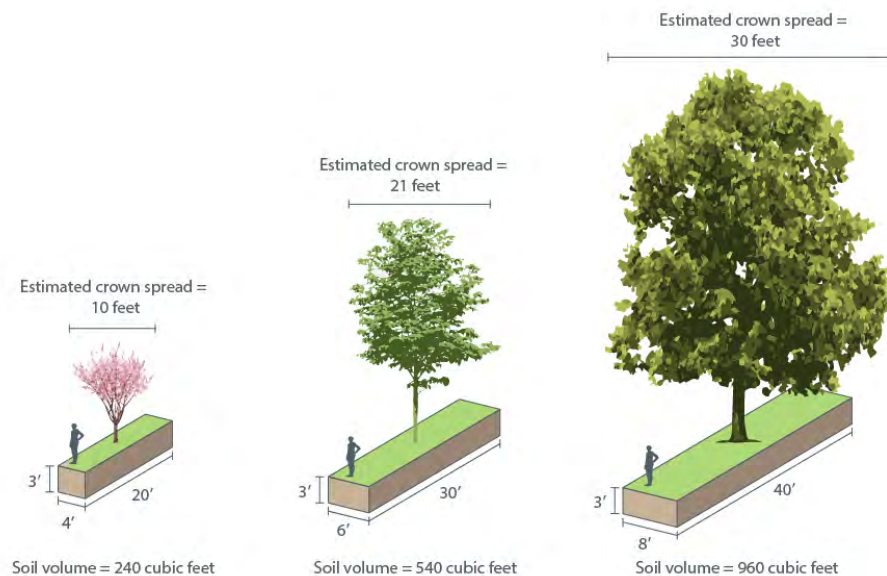 Estimated crown spread =
30 feet
Estimated crown spread =
21 feet
Estimated crown spread =
10 feet
3′
20′
4′
3′
30′
6′
3′
40′
8′
Soil volume = 240 cubic feet
Soil volume = 540 cubic feet
Soil volume = 960 cubic feet